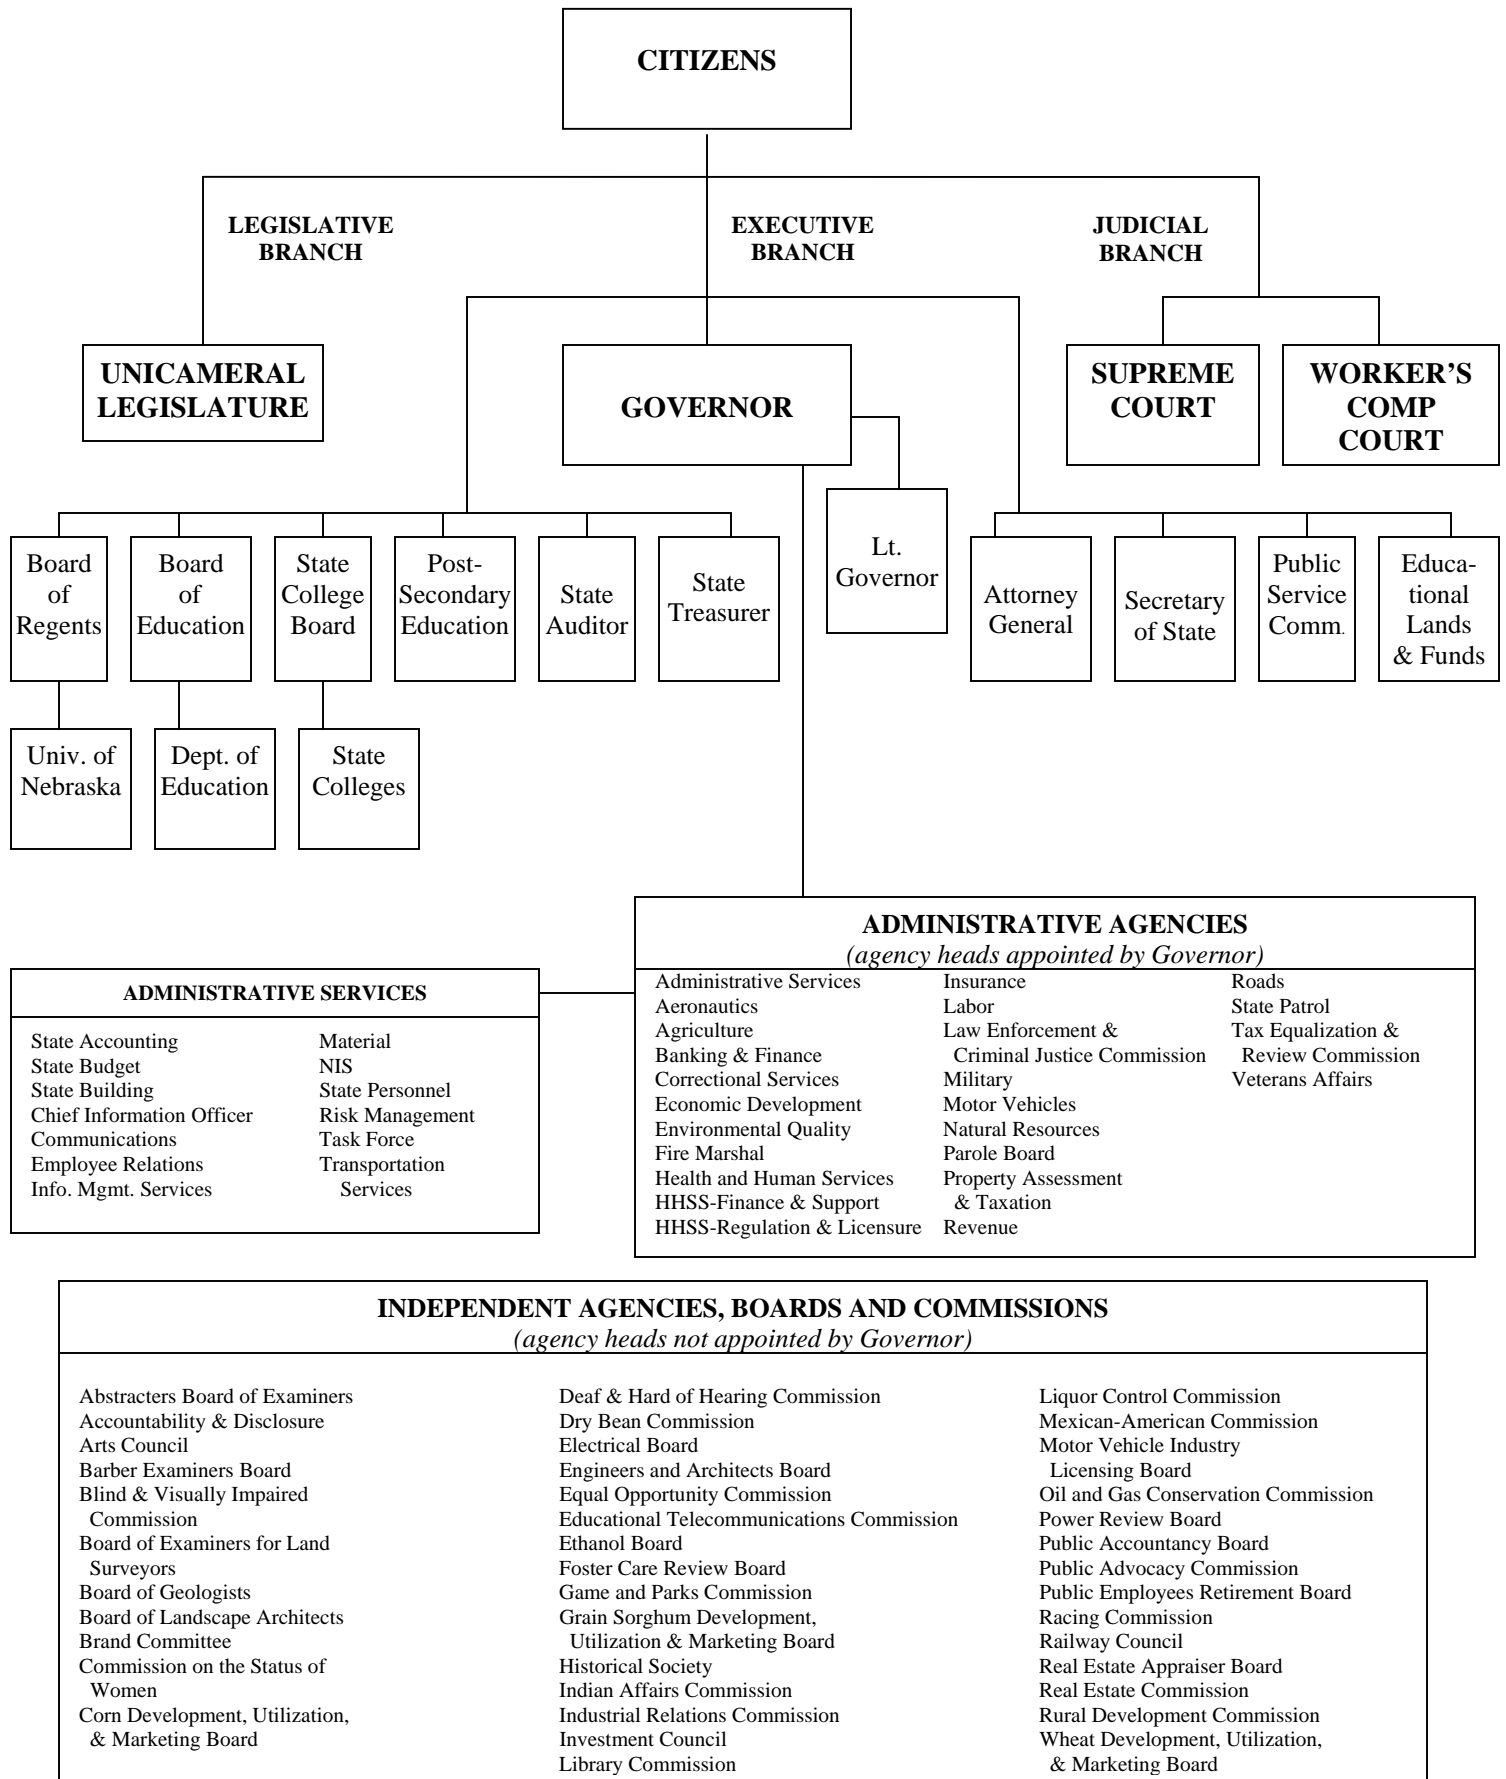 CITIZENS
LEGISLATIVE
BRANCH
EXECUTIVE
BRANCH
JUDICIAL
BRANCH
UNICAMERAL
LEGISLATURE
GOVERNOR
SUPREME
COURT
WORKER’S
COMP
COURT
Lt.
Governor
Board
of
Regents
Board
of
Education
State
College
Board
Post-
Secondary
Education
State
Auditor
State
Treasurer
Attorney
General
Secretary
of State
Public
Service
Comm.
Educa-
tional
Lands
& Funds
Univ. of
Nebraska
Dept. of
Education
State
Colleges
ADMINISTRATIVE AGENCIES
(agency heads appointed by Governor)
Administrative Services
Aeronautics
Agriculture
Banking & Finance
Correctional Services
Economic Development
Environmental Quality
Fire Marshal
Health and Human Services
HHSS-Finance & Support
HHSS-Regulation & Licensure
Insurance
Labor
Law Enforcement &
Criminal Justice Commission
Military
Motor Vehicles
Natural Resources
Parole Board
Property Assessment
& Taxation
Revenue
Roads
State Patrol
Tax Equalization &
Review Commission
Veterans Affairs
ADMINISTRATIVE SERVICES
State Accounting
State Budget
State Building
Chief Information Officer
Communications
Employee Relations
Info. Mgmt. Services
Material
NIS
State Personnel
Risk Management
Task Force
Transportation
Services
INDEPENDENT AGENCIES, BOARDS AND COMMISSIONS
(agency heads not appointed by Governor)
Abstracters Board of Examiners
Accountability & Disclosure
Arts Council
Barber Examiners Board
Blind & Visually Impaired
Commission
Board of Examiners for Land
Surveyors
Board of Geologists
Board of Landscape Architects
Brand Committee
Commission on the Status of
Women
Corn Development, Utilization,
& Marketing Board
Deaf & Hard of Hearing Commission
Dry Bean Commission
Electrical Board
Engineers and Architects Board
Equal Opportunity Commission
Educational Telecommunications Commission
Ethanol Board
Foster Care Review Board
Game and Parks Commission
Grain Sorghum Development,
Utilization & Marketing Board
Historical Society
Indian Affairs Commission
Industrial Relations Commission
Investment Council
Library Commission
Liquor Control Commission
Mexican-American Commission
Motor Vehicle Industry
Licensing Board
Oil and Gas Conservation Commission
Power Review Board
Public Accountancy Board
Public Advocacy Commission
Public Employees Retirement Board
Racing Commission
Railway Council
Real Estate Appraiser Board
Real Estate Commission
Rural Development Commission
Wheat Development, Utilization,
& Marketing Board